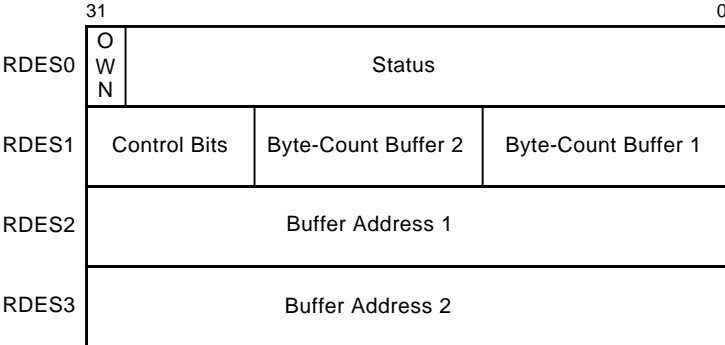 31 0
RDES0 OWN Status
RDES1 Control Bits Byte-Count Buffer 2 Byte-Count Buffer 1
RDES2 Buffer Address 1
RDES3 Buffer Address 2